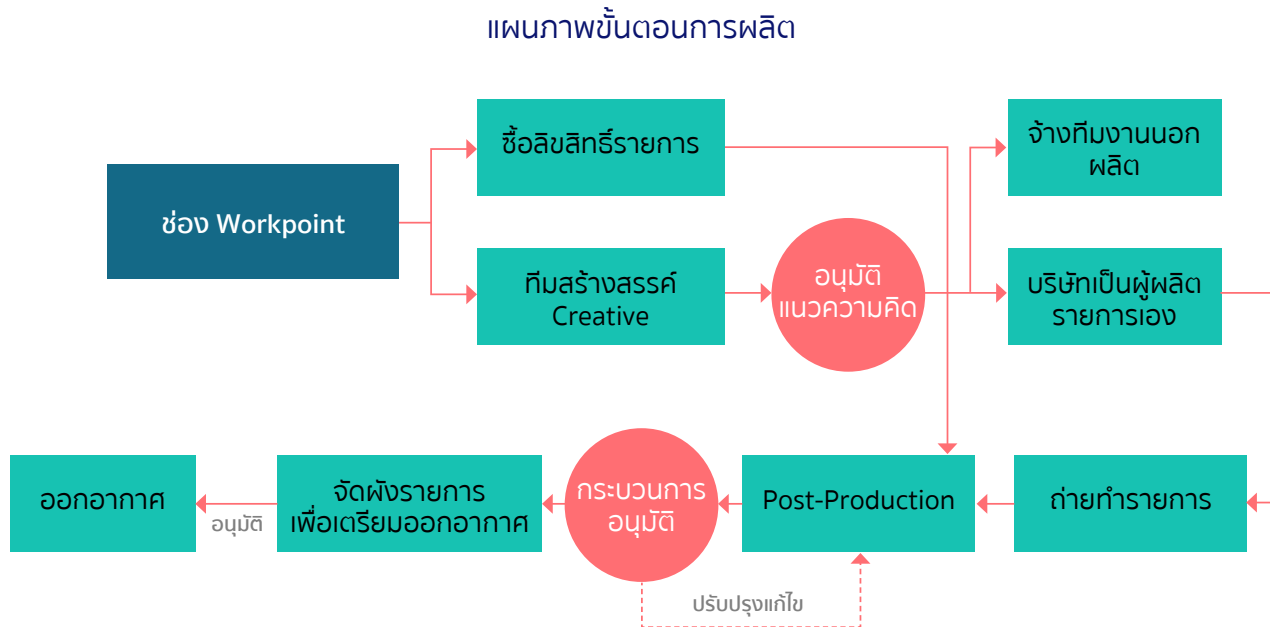 แผนภาพขั้นตอนการผลิต
ซื้อลิขสิทธิ์รายการ
จ้างทีมงานนอก
ผลิต
ช่อง Workpoint
ทีมสร้างสรรค์
Creative
อนุมัติ
แนวความคิด
บริษัทเป็นผู้ผลิต
รายการเอง
ออกอากาศ
อนุมัติ
จัดผังรายการ
เพื่อเตรียมออกอากาศ
กระบวนการ
อนุมัติ
Post-Production
ถ่ายทำรายการ
ปรับปรุงแก้ไข